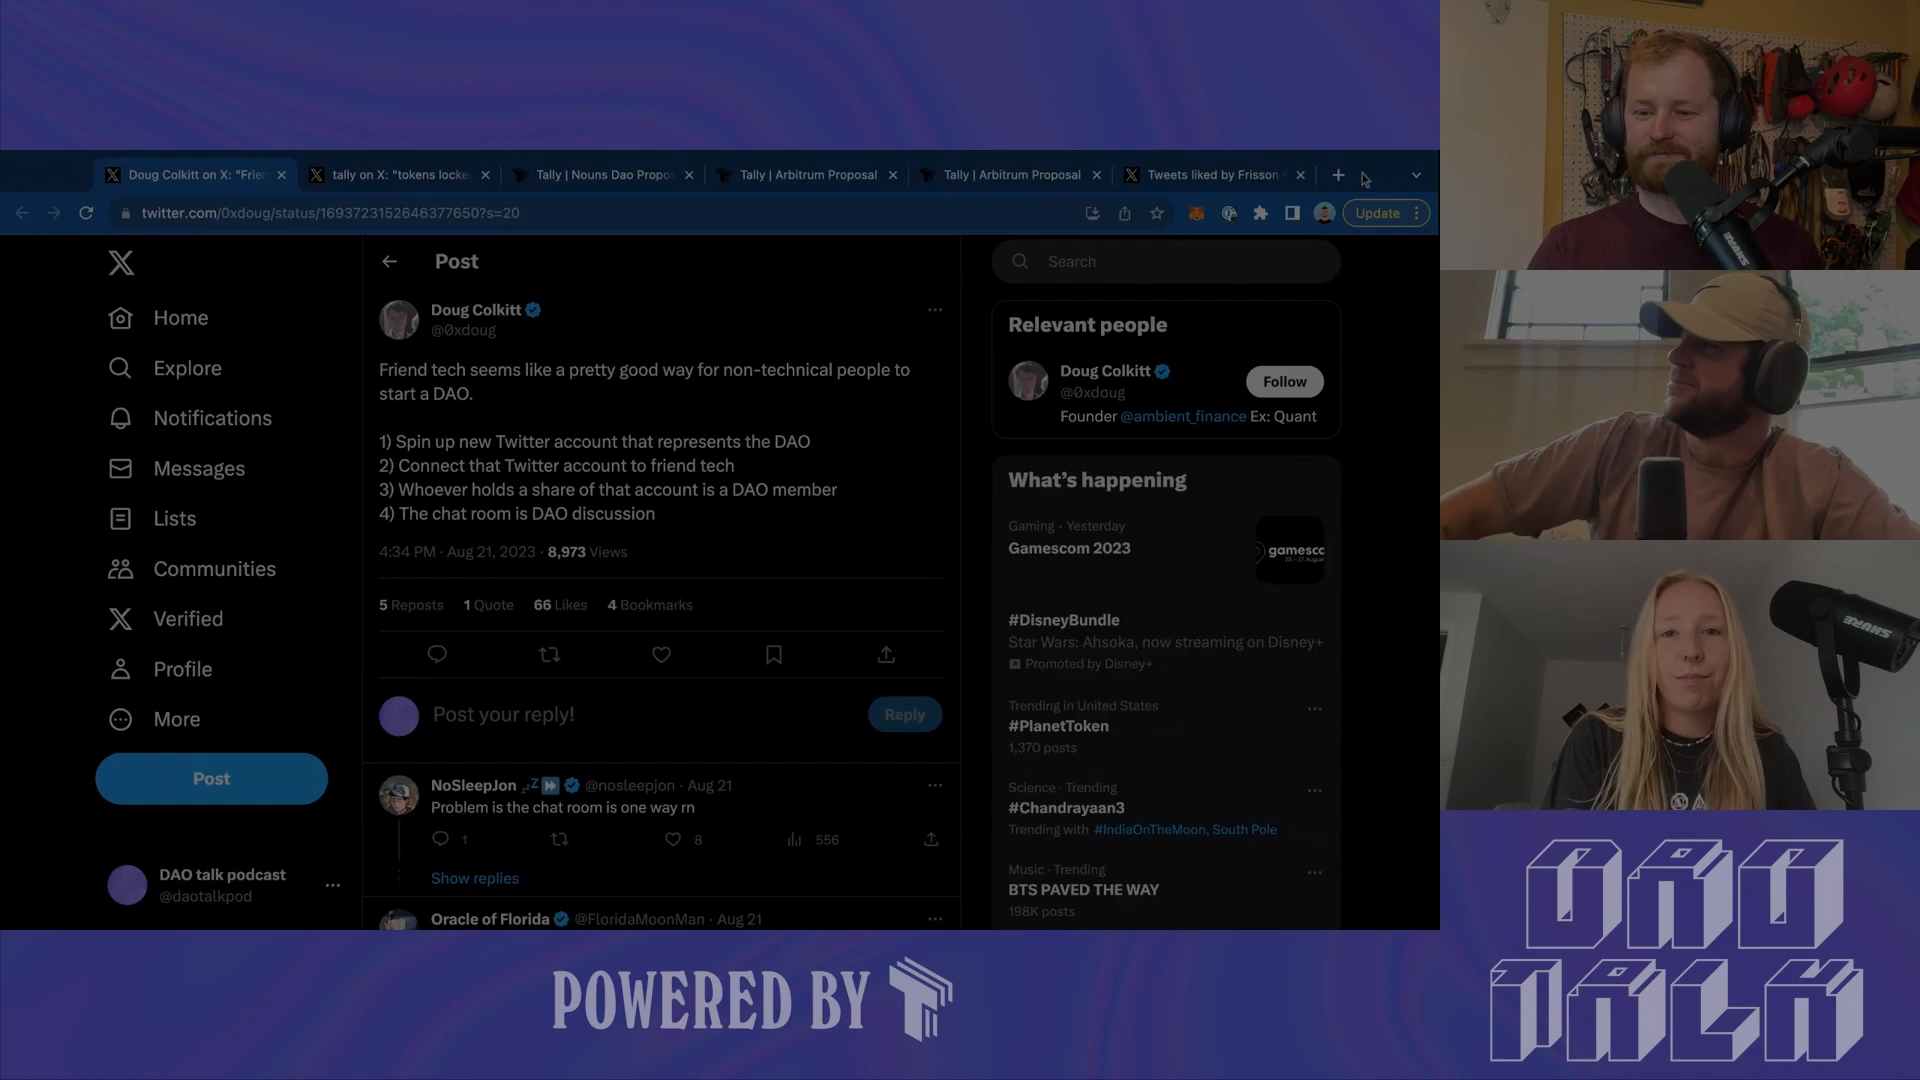 Doug Colkitt on X: "Frien
tally on X: "tokens locke
Tally | Nouns Dao Propos
Tally | Arbitrum Proposal
Tally | Arbitrum Proposal
Tweets liked by Frisson
twitter.com/0xdoug/status/1693723152646377650?s=20
Update
Home
Explore
Notifications
Messages
Lists
Communities
Verified
Profile
More
Post
DAO talk podcast
@daotalkpod
Post
Doug Colkitt
@0xdoug
Friend tech seems like a pretty good way for non-technical people to
start a DAO.
1) Spin up new Twitter account that represents the DAO
2) Connect that Twitter account to friend tech
3) Whoever holds a share of that account is a DAO member
4) The chat room is DAO discussion
4:34 PM · Aug 21, 2023 · 8,973 Views
5 Reposts 1 Quote 66 Likes 4 Bookmarks
Post your reply!
Reply
NoSleepJon @nosleepjon · Aug 21
Problem is the chat room is one way rn
1 8 556
Show replies
Oracle of Florida @FloridaMoonMan · Aug 21
Search
Relevant people
Doug Colkitt
@0xdoug
Follow
Founder @ambient_finance Ex: Quant
What's happening
Gaming · Yesterday
Gamescom 2023
gamesco
#DisneyBundle
Star Wars: Ahsoka, now streaming on Disney+
Promoted by Disney+
Trending in United States
#PlanetToken
1,370 posts
Science · Trending
#Chandrayaan3
Trending with #IndiaOnTheMoon, South Pole
Music · Trending
BTS PAVED THE WAY
198K posts
SHURE
SHURE
POWERED BY
DAO
TALK